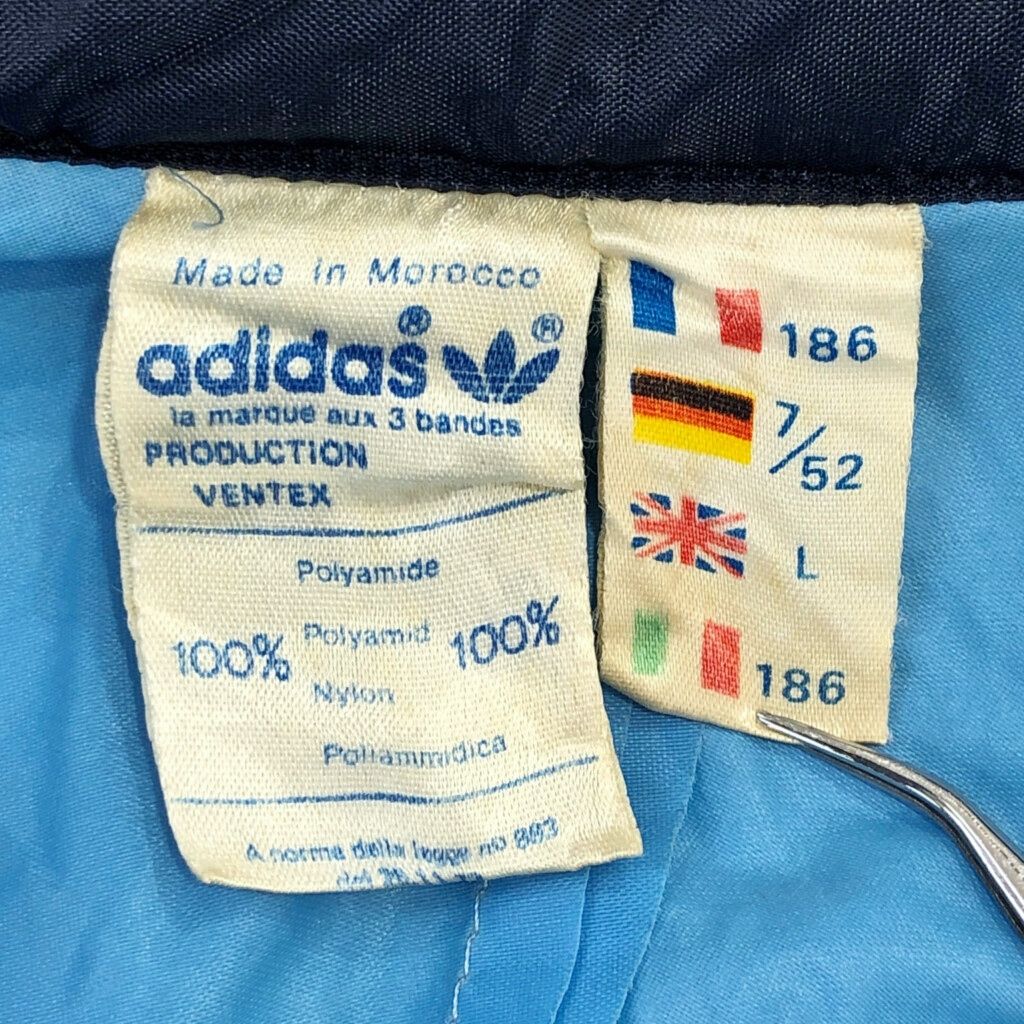 Made in Morocco
adidas®
®
la marque aux 3 bandes
PRODUCTION
VENTEX
Polyamide
100% Polyamid 100%
Nylon
Poliammidica
A norma della legge no 883
del
186
7/52
L
186